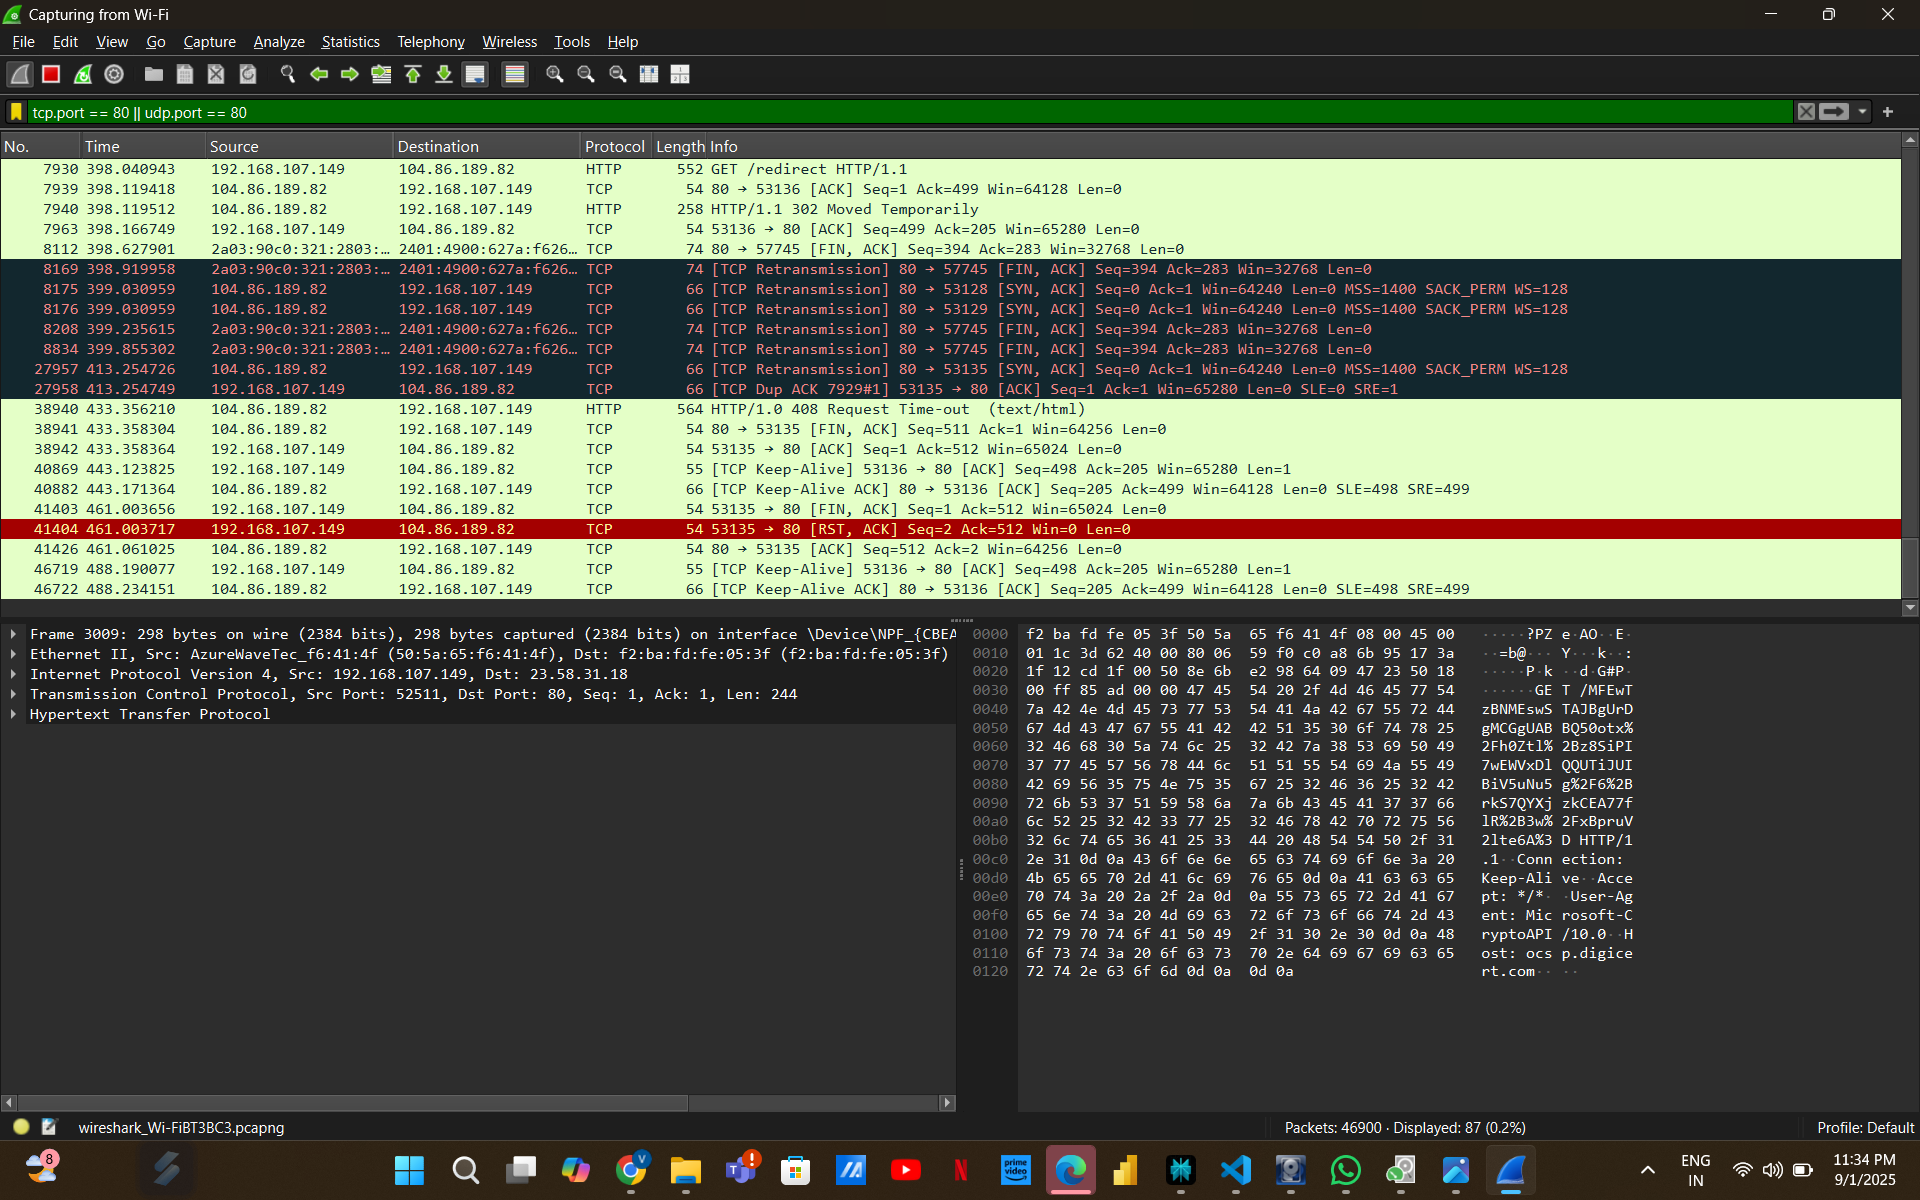 Capturing from Wi-Fi
File Edit View Go Capture Analyze Statistics Telephony Wireless Tools Help
tcp.port == 80 || udp.port == 80
No. Time Source Destination Protocol Length Info
7930 398.040943 192.168.107.149 104.86.189.82 HTTP 552 GET /redirect HTTP/1.1
7939 398.119418 104.86.189.82 192.168.107.149 TCP 54 80 → 53136 [ACK] Seq=1 Ack=499 Win=64128 Len=0
7940 398.119512 104.86.189.82 192.168.107.149 HTTP 258 HTTP/1.1 302 Moved Temporarily
7963 398.166749 192.168.107.149 104.86.189.82 TCP 54 53136 → 80 [ACK] Seq=499 Ack=205 Win=65280 Len=0
8112 398.627901 2a03:90c0:321:2803:… 2401:4900:627a:f626… TCP 74 80 → 57745 [FIN, ACK] Seq=394 Ack=283 Win=32768 Len=0
8169 398.919958 2a03:90c0:321:2803:… 2401:4900:627a:f626… TCP 74 [TCP Retransmission] 80 → 57745 [FIN, ACK] Seq=394 Ack=283 Win=32768 Len=0
8175 399.030959 104.86.189.82 192.168.107.149 TCP 66 [TCP Retransmission] 80 → 53128 [SYN, ACK] Seq=0 Ack=1 Win=64240 Len=0 MSS=1400 SACK_PERM WS=128
8176 399.030959 104.86.189.82 192.168.107.149 TCP 66 [TCP Retransmission] 80 → 53129 [SYN, ACK] Seq=0 Ack=1 Win=64240 Len=0 MSS=1400 SACK_PERM WS=128
8208 399.235615 2a03:90c0:321:2803:… 2401:4900:627a:f626… TCP 74 [TCP Retransmission] 80 → 57745 [FIN, ACK] Seq=394 Ack=283 Win=32768 Len=0
8834 399.855302 2a03:90c0:321:2803:… 2401:4900:627a:f626… TCP 74 [TCP Retransmission] 80 → 57745 [FIN, ACK] Seq=394 Ack=283 Win=32768 Len=0
27957 413.254726 104.86.189.82 192.168.107.149 TCP 66 [TCP Retransmission] 80 → 53135 [SYN, ACK] Seq=0 Ack=1 Win=64240 Len=0 MSS=1400 SACK_PERM WS=128
27958 413.254749 192.168.107.149 104.86.189.82 TCP 66 [TCP Dup ACK 7929#1] 53135 → 80 [ACK] Seq=1 Ack=1 Win=65280 Len=0 SLE=0 SRE=1
38940 433.356210 104.86.189.82 192.168.107.149 HTTP 564 HTTP/1.0 408 Request Time-out (text/html)
38941 433.358304 104.86.189.82 192.168.107.149 TCP 54 80 → 53135 [FIN, ACK] Seq=511 Ack=1 Win=64256 Len=0
38942 433.358364 192.168.107.149 104.86.189.82 TCP 54 53135 → 80 [ACK] Seq=1 Ack=512 Win=65024 Len=0
40869 443.123825 192.168.107.149 104.86.189.82 TCP 55 [TCP Keep-Alive] 53136 → 80 [ACK] Seq=498 Ack=205 Win=65280 Len=1
40882 443.171364 104.86.189.82 192.168.107.149 TCP 66 [TCP Keep-Alive ACK] 80 → 53136 [ACK] Seq=205 Ack=499 Win=64128 Len=0 SLE=498 SRE=499
41403 461.003656 192.168.107.149 104.86.189.82 TCP 54 53135 → 80 [FIN, ACK] Seq=1 Ack=512 Win=65024 Len=0
41404 461.003717 192.168.107.149 104.86.189.82 TCP 54 53135 → 80 [RST, ACK] Seq=2 Ack=512 Win=0 Len=0
41426 461.061025 104.86.189.82 192.168.107.149 TCP 54 80 → 53135 [ACK] Seq=512 Ack=2 Win=64256 Len=0
46719 488.190077 192.168.107.149 104.86.189.82 TCP 55 [TCP Keep-Alive] 53136 → 80 [ACK] Seq=498 Ack=205 Win=65280 Len=1
46722 488.234151 104.86.189.82 192.168.107.149 TCP 66 [TCP Keep-Alive ACK] 80 → 53136 [ACK] Seq=205 Ack=499 Win=64128 Len=0 SLE=498 SRE=499
Frame 3009: 298 bytes on wire (2384 bits), 298 bytes captured (2384 bits) on interface \Device\NPF_{CBEA
Ethernet II, Src: AzureWaveTec_f6:41:4f (50:5a:65:f6:41:4f), Dst: f2:ba:fd:fe:05:3f (f2:ba:fd:fe:05:3f)
Internet Protocol Version 4, Src: 192.168.107.149, Dst: 23.58.31.18
Transmission Control Protocol, Src Port: 52511, Dst Port: 80, Seq: 1, Ack: 1, Len: 244
Hypertext Transfer Protocol
0000 f2 ba fd fe 05 3f 50 5a 65 f6 41 4f 08 00 45 00 ·····?PZ e·AO··E·
0010 01 1c 3d 62 40 00 80 06 59 f0 c0 a8 6b 95 17 3a ··=b@··· Y···k··:
0020 1f 12 cd 1f 00 50 8e 6b e2 98 64 09 47 23 50 18 ·····P·k ··d·G#P·
0030 00 ff 85 ad 00 00 47 45 54 20 2f 4d 46 45 77 54 ······GE T /MFEwT
0040 7a 42 4e 4d 45 73 77 53 54 41 4a 42 67 55 72 44 zBNMEswS TAJBgUrD
0050 67 4d 43 47 67 55 41 42 42 51 35 30 6f 74 78 25 gMCGgUAB BQ50otx%
0060 32 46 68 30 5a 74 6c 25 32 42 7a 38 53 69 50 49 2Fh0Ztl% 2Bz8SiPI
0070 37 77 45 57 56 78 44 6c 51 51 55 54 69 4a 55 49 7wEWVxDl QQUTiJUI
0080 42 69 56 35 75 4e 75 35 67 25 32 46 36 25 32 42 BiV5uNu5 g%2F6%2B
0090 72 6b 53 37 51 59 58 6a 7a 6b 43 45 41 37 37 66 rkS7QYXj zkCEA77f
00a0 6c 52 25 32 42 33 77 25 32 46 78 42 70 72 75 56 lR%2B3w% 2FxBpruV
00b0 32 6c 74 65 36 41 25 33 44 20 48 54 54 50 2f 31 2lte6A%3 D HTTP/1
00c0 2e 31 0d 0a 43 6f 6e 6e 65 63 74 69 6f 6e 3a 20 .1··Conn ection:
00d0 4b 65 65 70 2d 41 6c 69 76 65 0d 0a 41 63 63 65 Keep-Ali ve··Acce
00e0 70 74 3a 20 2a 2f 2a 0d 0a 55 73 65 72 2d 41 67 pt: */*· ·User-Ag
00f0 65 6e 74 3a 20 4d 69 63 72 6f 73 6f 66 74 2d 43 ent: Mic rosoft-C
0100 72 79 70 74 6f 41 50 49 2f 31 30 2e 30 0d 0a 48 ryptoAPI /10.0··H
0110 6f 73 74 3a 20 6f 63 73 70 2e 64 69 67 69 63 65 ost: ocs p.digice
0120 72 74 2e 63 6f 6d 0d 0a 0d 0a rt.com·· ··
wireshark_Wi-FiBT3BC3.pcapng
Packets: 46900 · Displayed: 87 (0.2%)
Profile: Default
8
V
T
prime video
ENG
IN
11:34 PM
9/1/2025